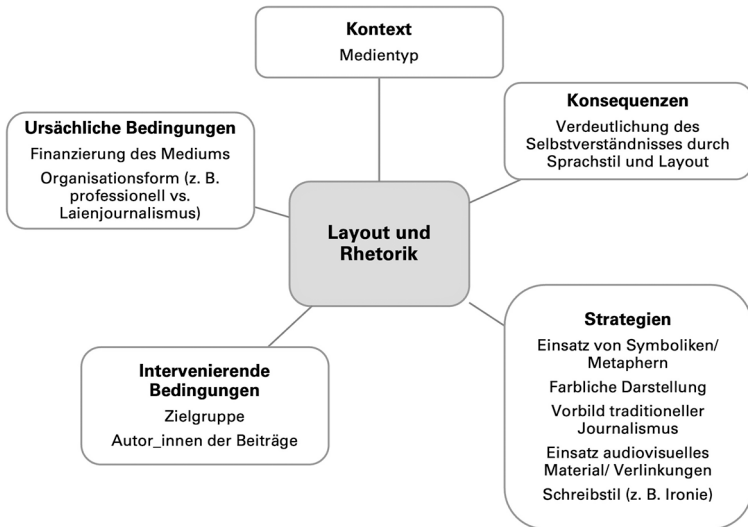 Kontext
Medientyp
Konsequenzen
Verdeutlichung des
Selbstverständnisses durch
Sprachstil und Layout
Ursächliche Bedingungen
Finanzierung des Mediums
Organisationsform (z. B.
professionell vs.
Laienjournalismus)
Layout und
Rhetorik
Intervenierende
Bedingungen
Zielgruppe
Autor_innen der Beiträge
Strategien
Einsatz von Symboliken/
Metaphern
Farbliche Darstellung
Vorbild traditioneller
Journalismus
Einsatz audiovisuelles
Material/ Verlinkungen
Schreibstil (z. B. Ironie)